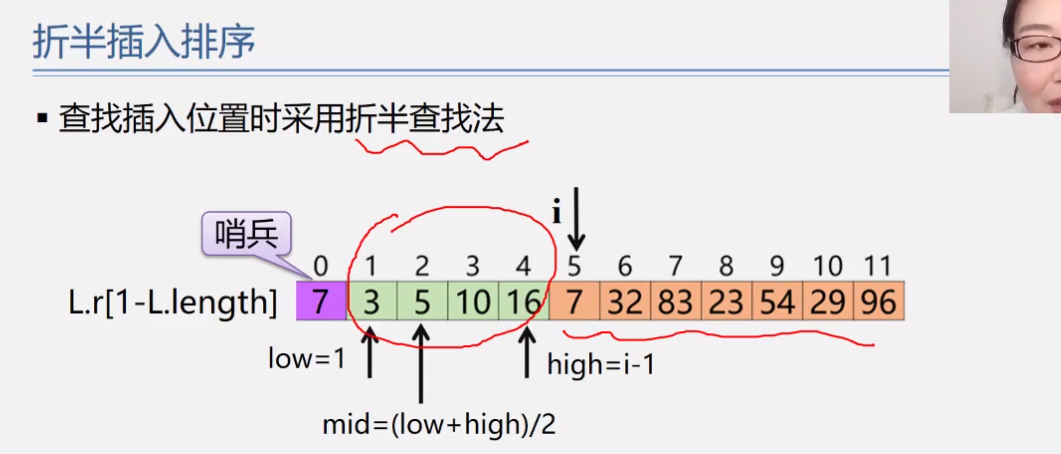 折半插入排序
▪ 查找插入位置时采用折半查找法
哨兵
i
0 1 2 3 4 5 6 7 8 9 10 11
L.r[1-L.length] 7 3 5 10 16 7 32 83 23 54 29 96
low=1 high=i-1
mid=(low+high)/2